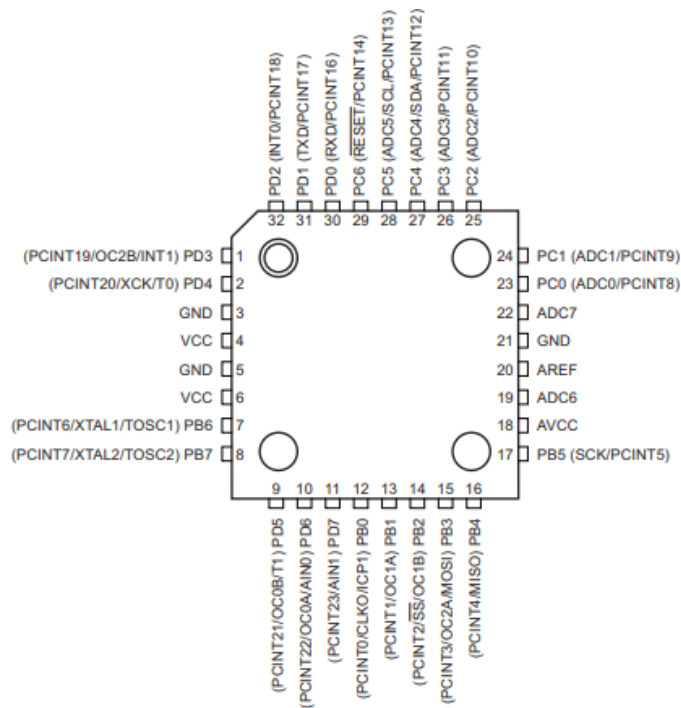 PD2 (INT0/PCINT18)
PD1 (TXD/PCINT17)
PD0 (RXD/PCINT16)
PC6 (RESET/PCINT14)
PC5 (ADC5/SCL/PCINT13)
PC4 (ADC4/SDA/PCINT12)
PC3 (ADC3/PCINT11)
PC2 (ADC2/PCINT10)
32 31 30 29 28 27 26 25
(PCINT19/OC2B/INT1) PD3 1
24 PC1 (ADC1/PCINT9)
(PCINT20/XCK/T0) PD4 2
23 PC0 (ADC0/PCINT8)
GND 3
22 ADC7
VCC 4
21 GND
GND 5
20 AREF
VCC 6
19 ADC6
(PCINT6/XTAL1/TOSC1) PB6 7
18 AVCC
(PCINT7/XTAL2/TOSC2) PB7 8
17 PB5 (SCK/PCINT5)
9 10 11 12 13 14 15 16
(PCINT21/OC0B/T1) PD5
(PCINT22/OC0A/AIN0) PD6
(PCINT23/AIN1) PD7
(PCINT0/CLKO/ICP1) PB0
(PCINT1/OC1A) PB1
(PCINT2/SS/OC1B) PB2
(PCINT3/OC2A/MOSI) PB3
(PCINT4/MISO) PB4